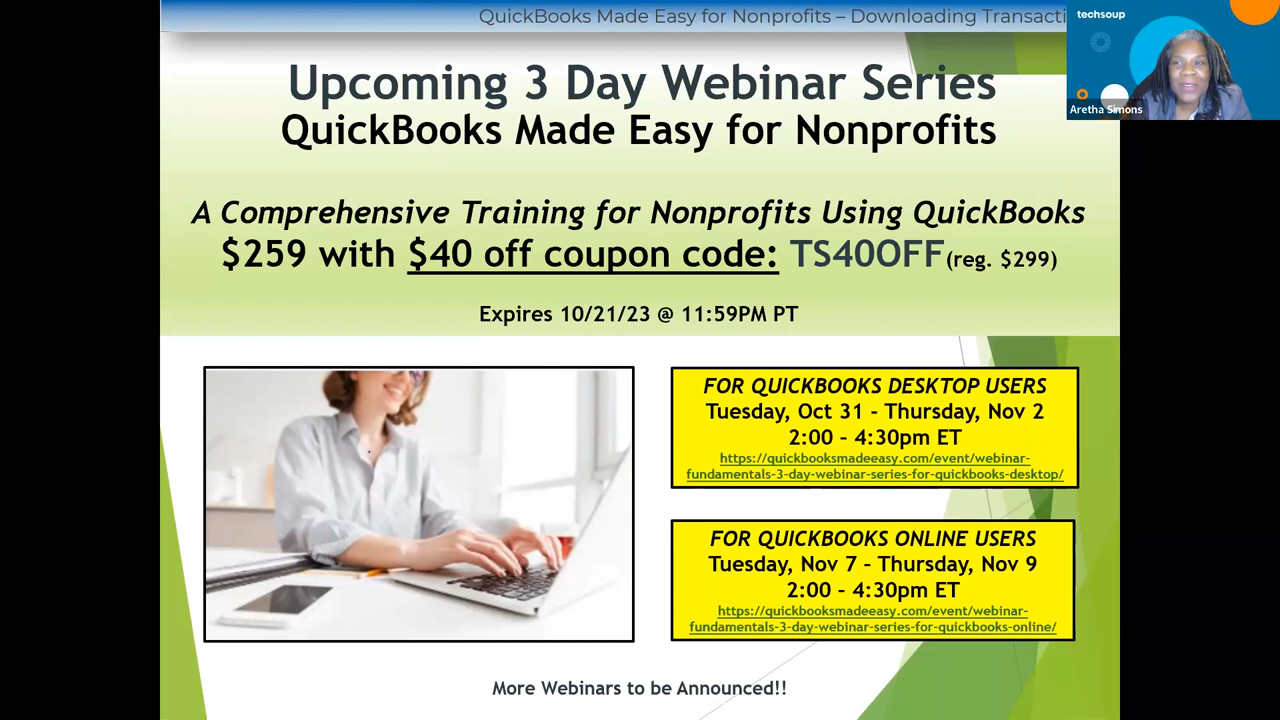 QuickBooks Made Easy for Nonprofits – Downloading Transacti
techsoup
Aretha Simons
Upcoming 3 Day Webinar Series
QuickBooks Made Easy for Nonprofits
A Comprehensive Training for Nonprofits Using QuickBooks
$259 with $40 off coupon code: TS40OFF(reg. $299)
Expires 10/21/23 @ 11:59PM PT
FOR QUICKBOOKS DESKTOP USERS
Tuesday, Oct 31 - Thursday, Nov 2
2:00 – 4:30pm ET
https://quickbooksmadeeasy.com/event/webinar-
fundamentals-3-day-webinar-series-for-quickbooks-desktop/
FOR QUICKBOOKS ONLINE USERS
Tuesday, Nov 7 – Thursday, Nov 9
2:00 – 4:30pm ET
https://quickbooksmadeeasy.com/event/webinar-
fundamentals-3-day-webinar-series-for-quickbooks-online/
More Webinars to be Announced!!